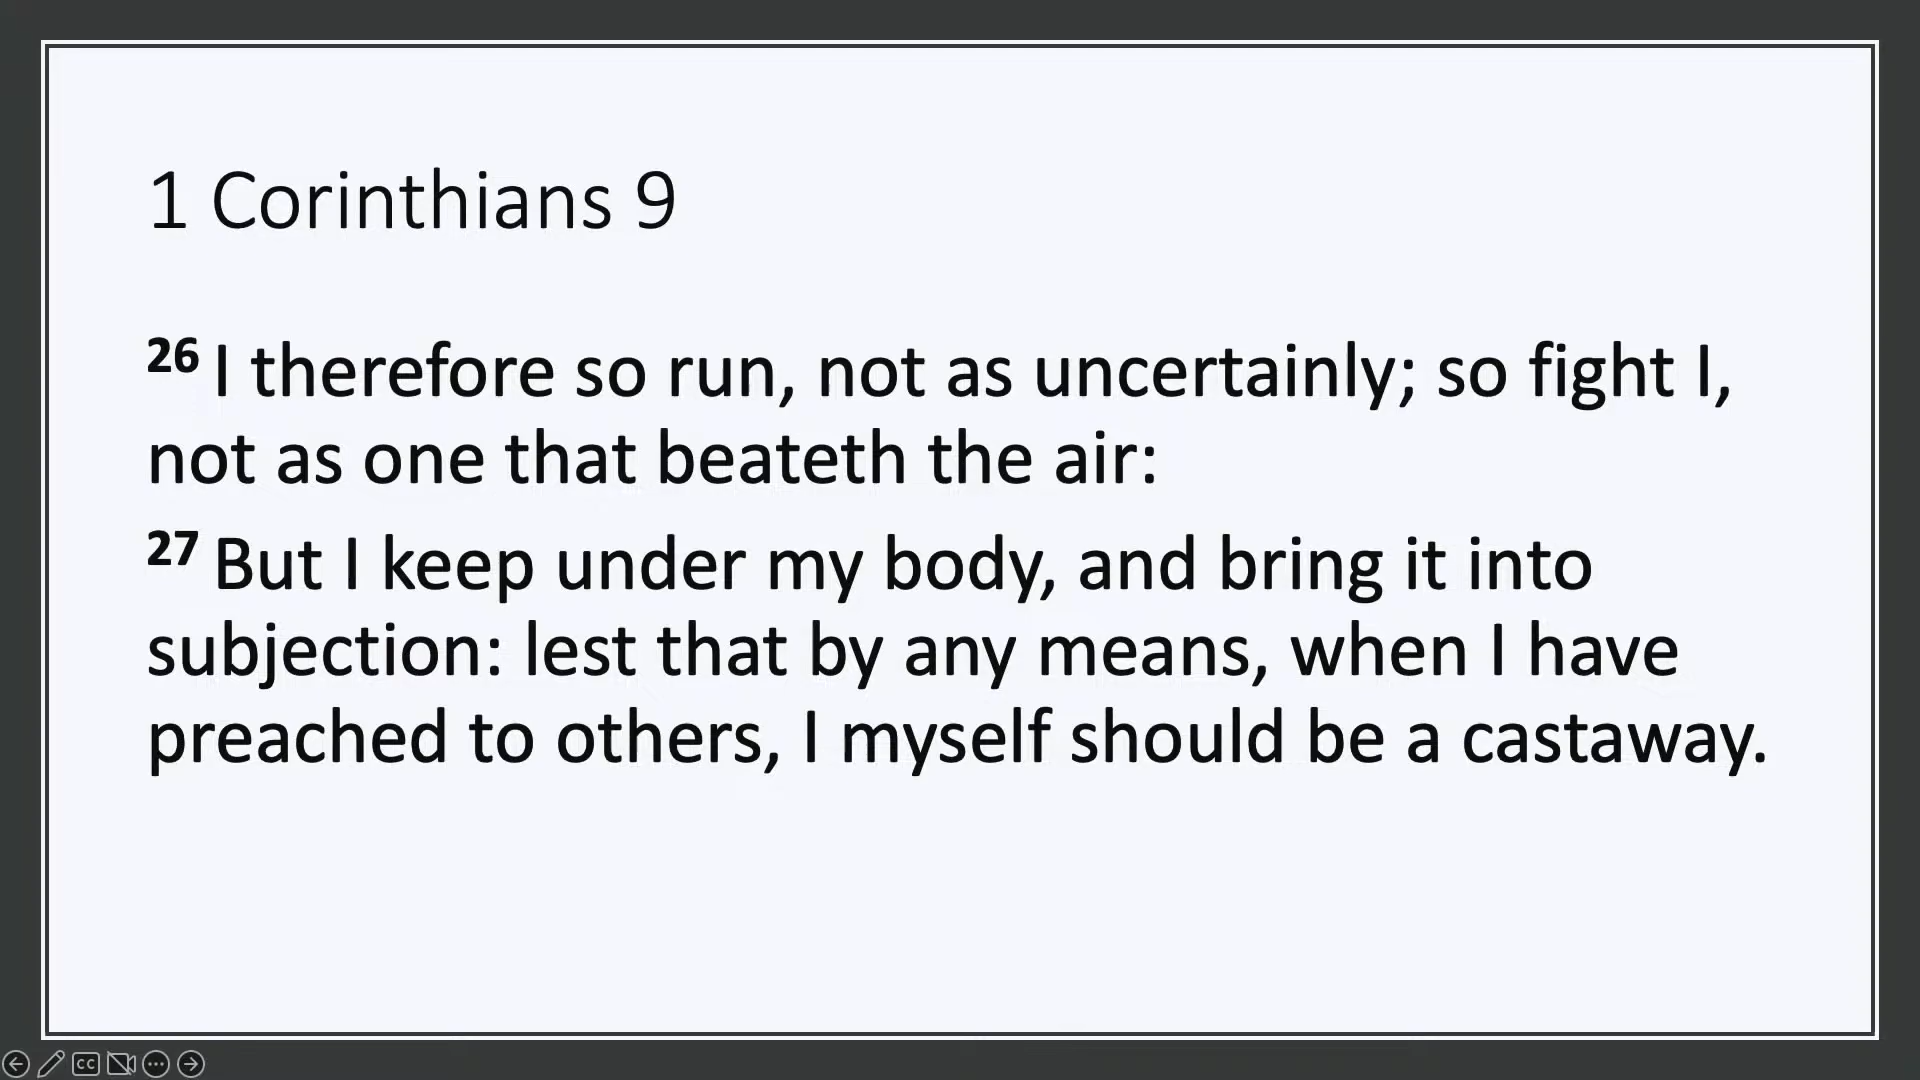 1 Corinthians 9
26 I therefore so run, not as uncertainly; so fight I,
not as one that beateth the air:
27 But I keep under my body, and bring it into
subjection: lest that by any means, when I have
preached to others, I myself should be a castaway.
CC